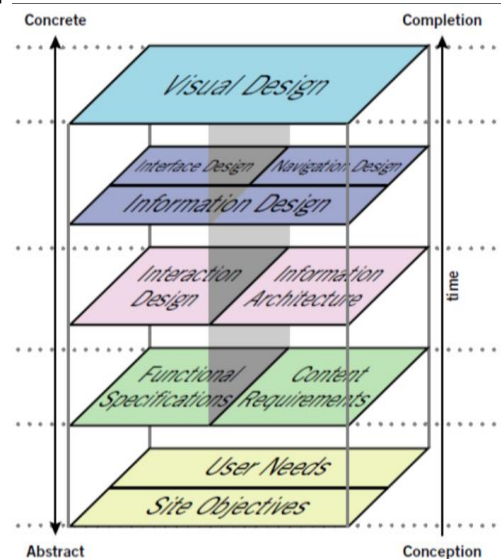 Concrete
Completion
Visual Design
Interface Design
Navigation Design
Information Design
Interaction
Design
Information
Architecture
time
Functional
Specifications
Content
Requirements
User Needs
Site Objectives
Abstract
Conception